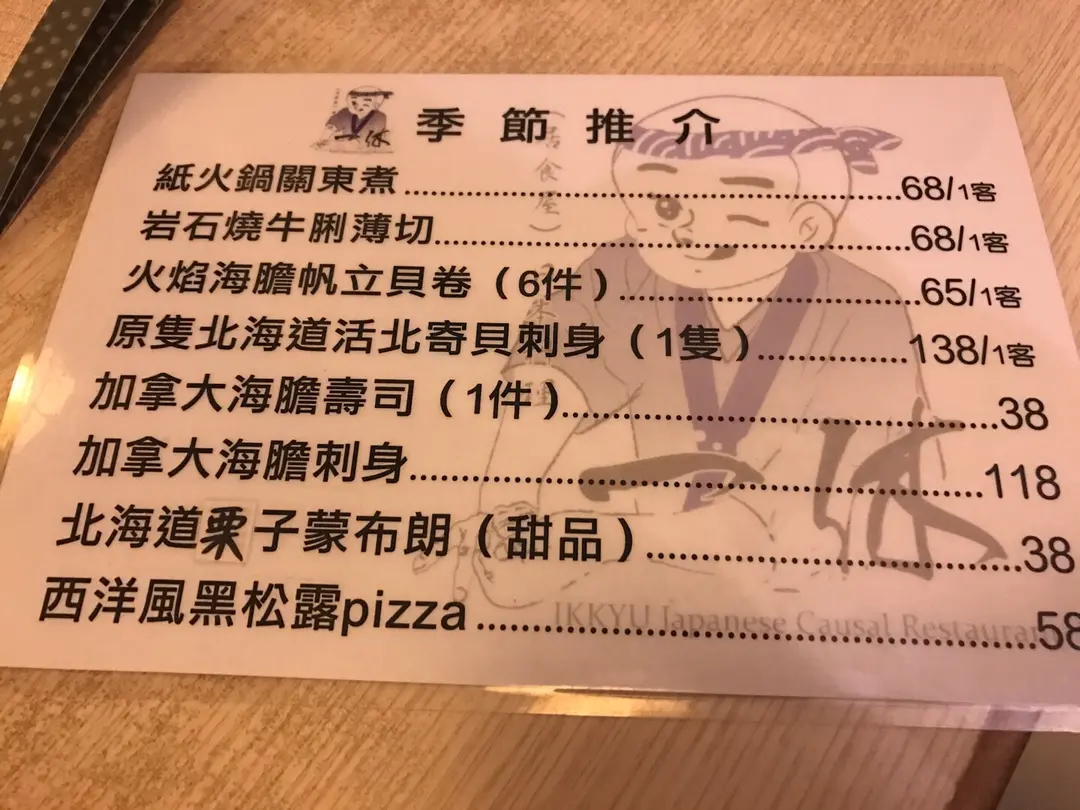 季節推介
紙火鍋關東煮..............................68/1客
岩石燒牛脷薄切..............................68/1客
火焰海膽帆立貝卷（6件）..............................65/1客
原隻北海道活北寄貝刺身（1隻）..............................138/1客
加拿大海膽壽司（1件）..............................38
加拿大海膽刺身..............................118
北海道栗子蒙布朗（甜品）..............................38
西洋風黑松露pizza..............................58
一休
IKKYU Japanese Causal Restaurant